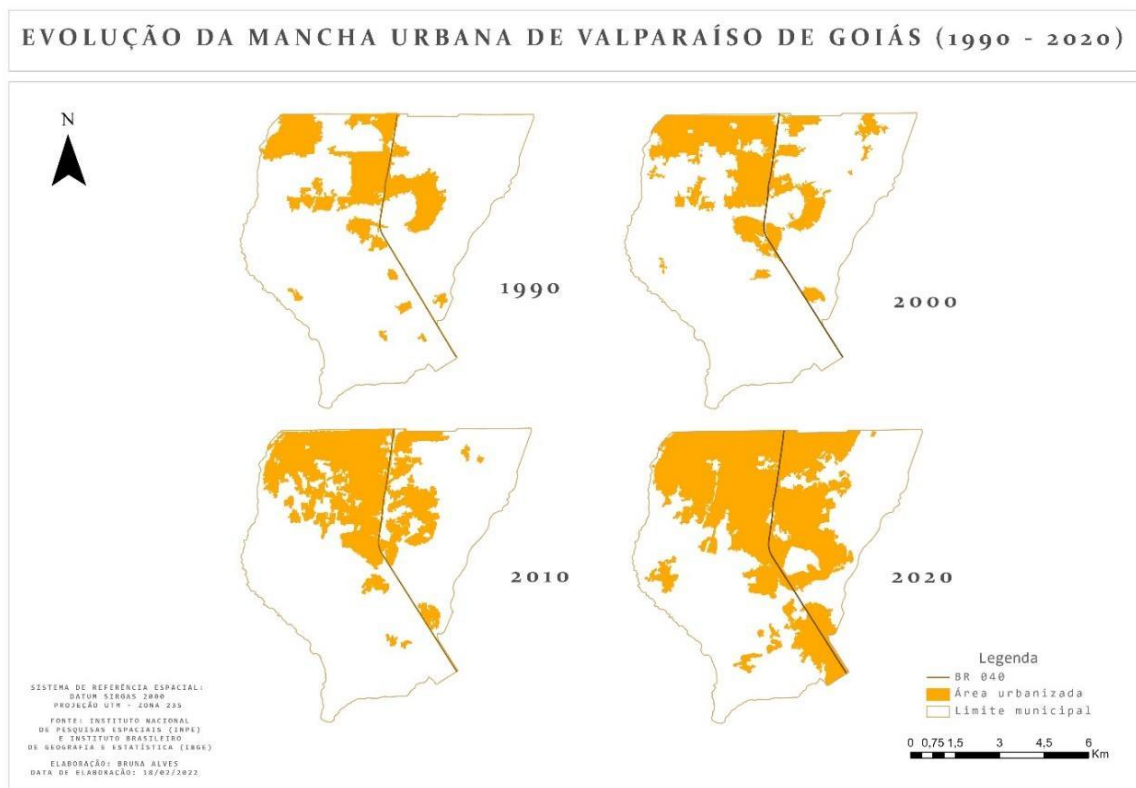 EVOLUÇÃO DA MANCHA URBANA DE VALPARAÍSO DE GOIÁS (1990 - 2020)
N
1990
2000
2010
2020
Legenda
BR 040
Área urbanizada
Limite municipal
0 0,75 1,5 3 4,5 6
Km
SISTEMA DE REFERÊNCIA ESPACIAL:
DATUM SIRGAS 2000
PROJEÇÃO UTM - ZONA 23S
FONTE: INSTITUTO NACIONAL
DE PESQUISAS ESPACIAIS (INPE)
E INSTITUTO BRASILEIRO
DE GEOGRAFIA E ESTATÍSTICA (IBGE)
ELABORAÇÃO: BRUNA ALVES
DATA DE ELABORAÇÃO: 18/02/2022